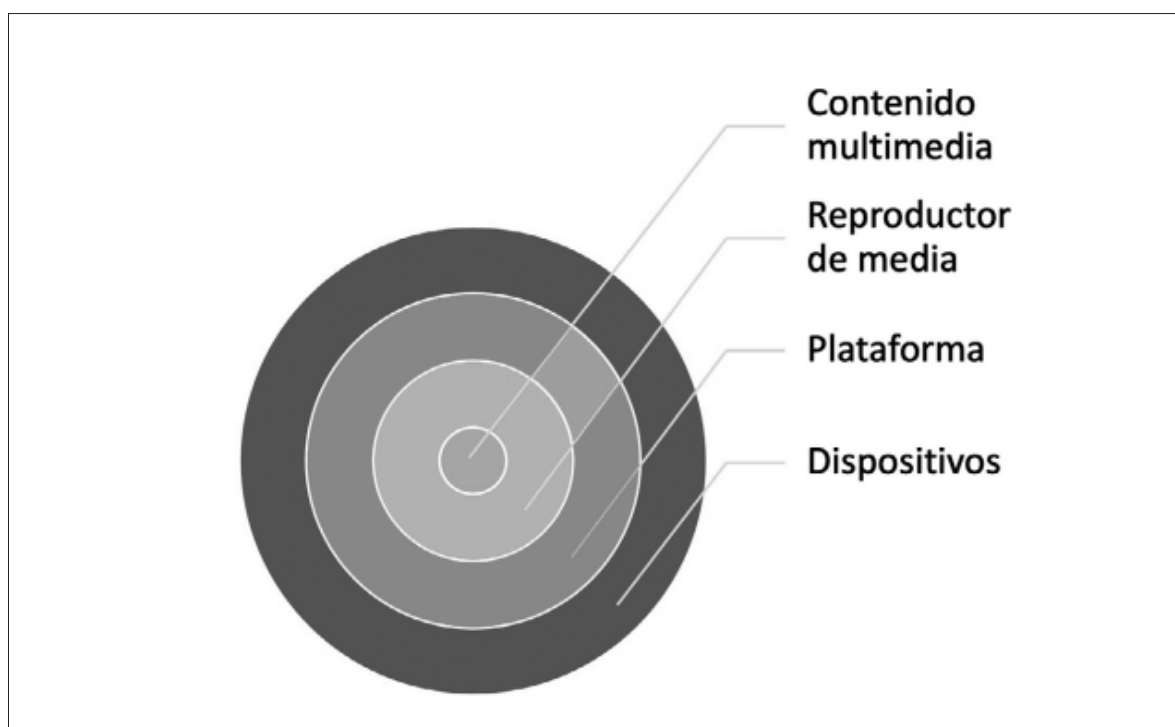 Contenido
multimedia
Reproductor
de media
Plataforma
Dispositivos